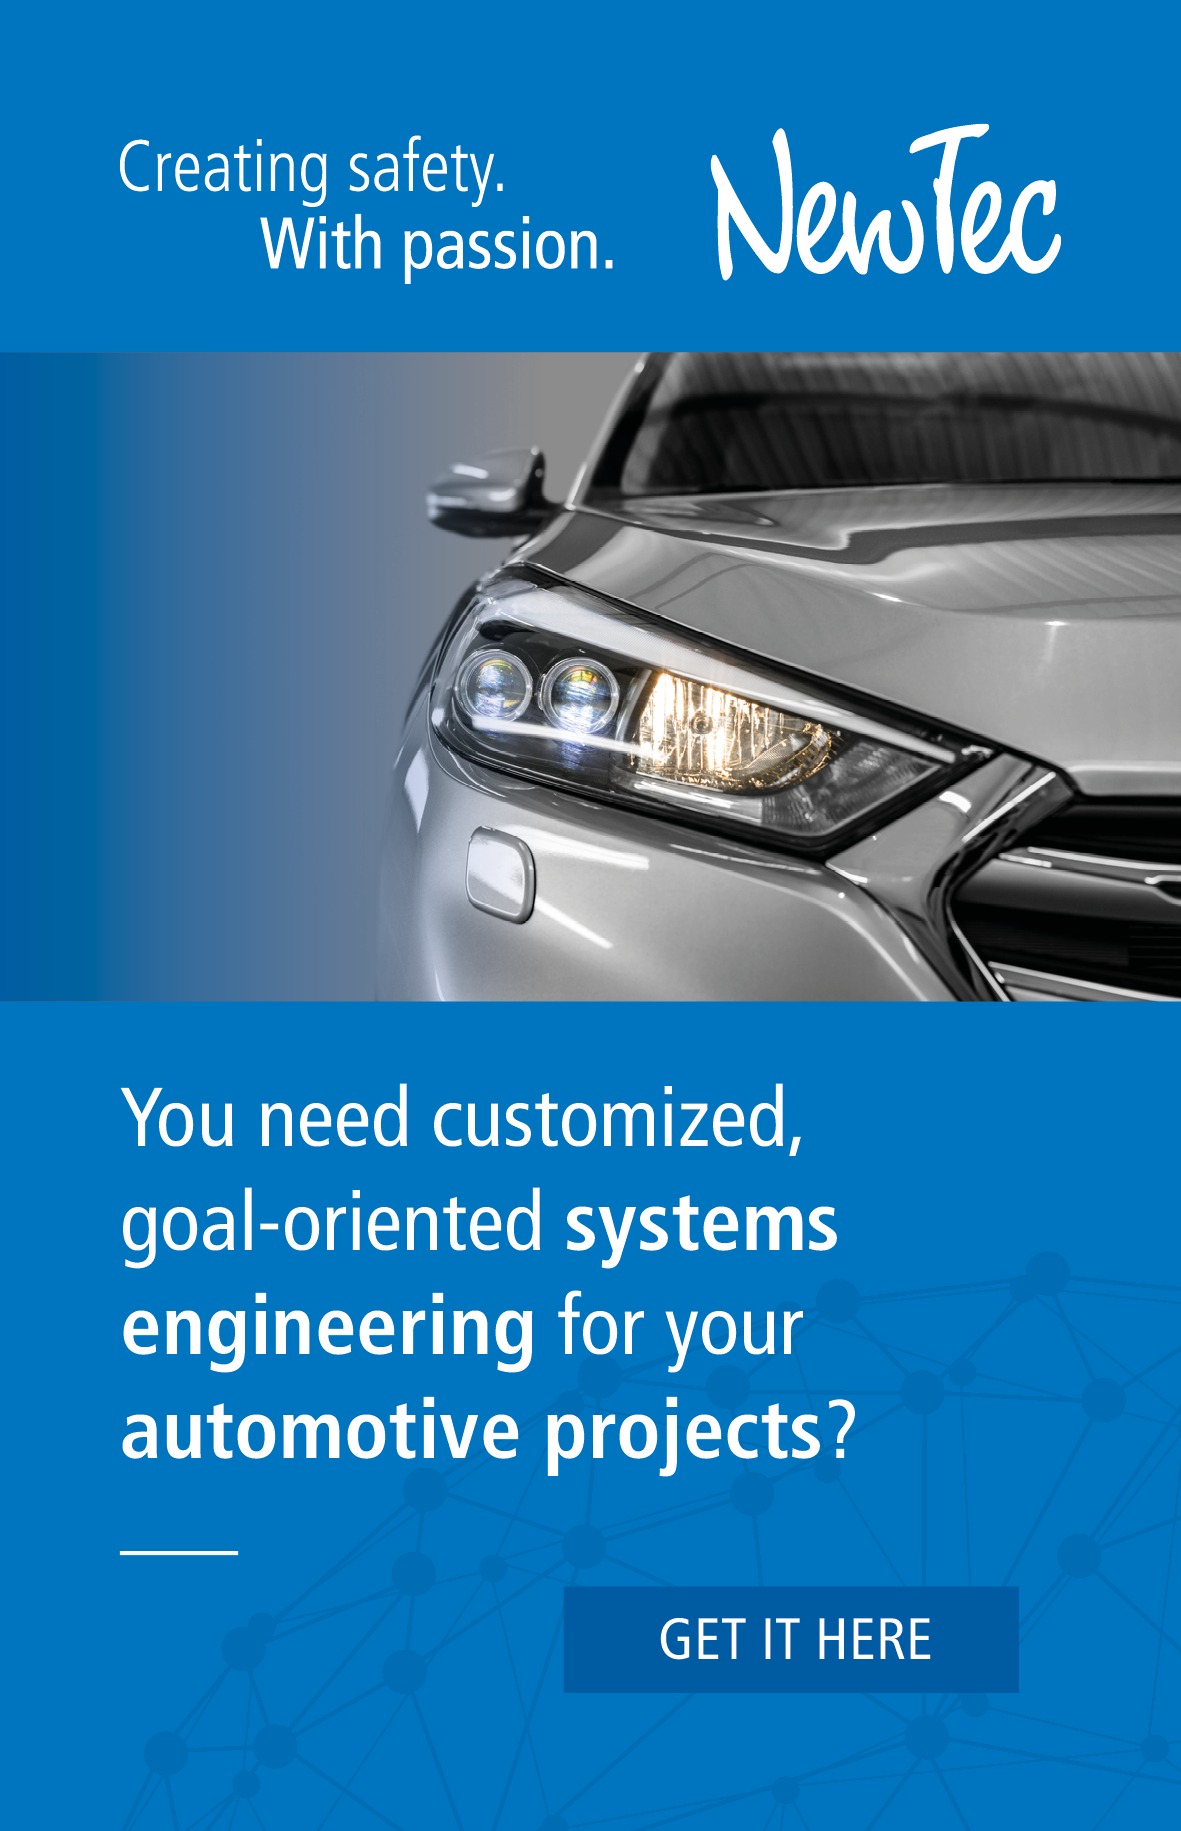 Creating safety.
With passion.
NewTec
You need customized,
goal-oriented systems
engineering for your
automotive projects?
GET IT HERE